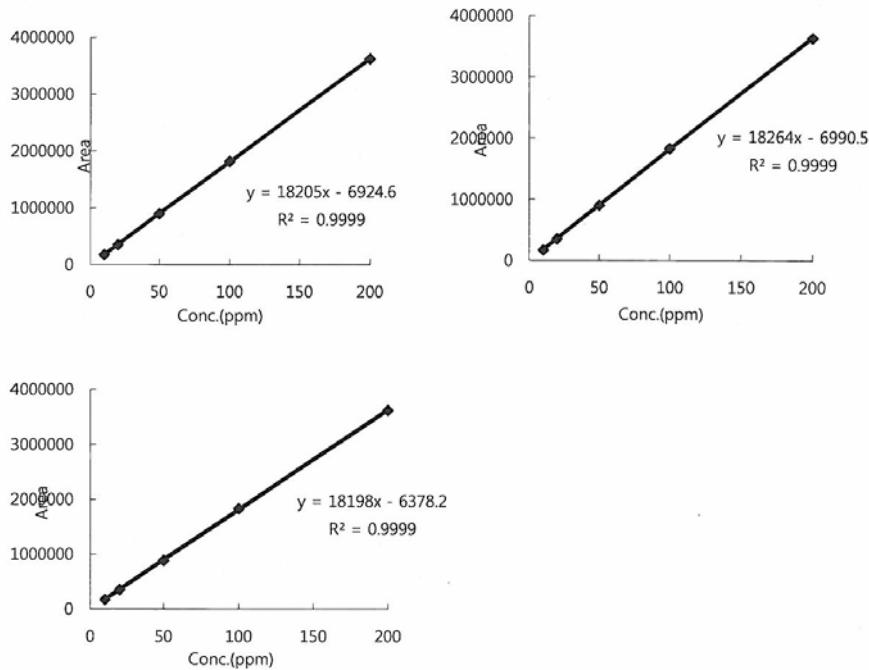 4000000
3000000
2000000
1000000
0
Area
y = 18205x - 6924.6
R² = 0.9999
0 50 100 150 200
Conc.(ppm)
4000000
3000000
2000000
1000000
0
Area
y = 18264x - 6990.5
R² = 0.9999
0 50 100 150 200
Conc.(ppm)
4000000
3000000
2000000
1000000
0
Area
y = 18198x - 6378.2
R² = 0.9999
0 50 100 150 200
Conc.(ppm)